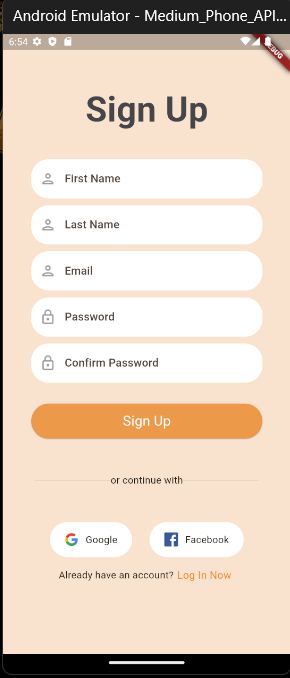 Android Emulator - Medium_Phone_API...
6:54
DEBUG
Sign Up
First Name
Last Name
Email
Password
Confirm Password
Sign Up
or continue with
Google Facebook
Already have an account? Log In Now